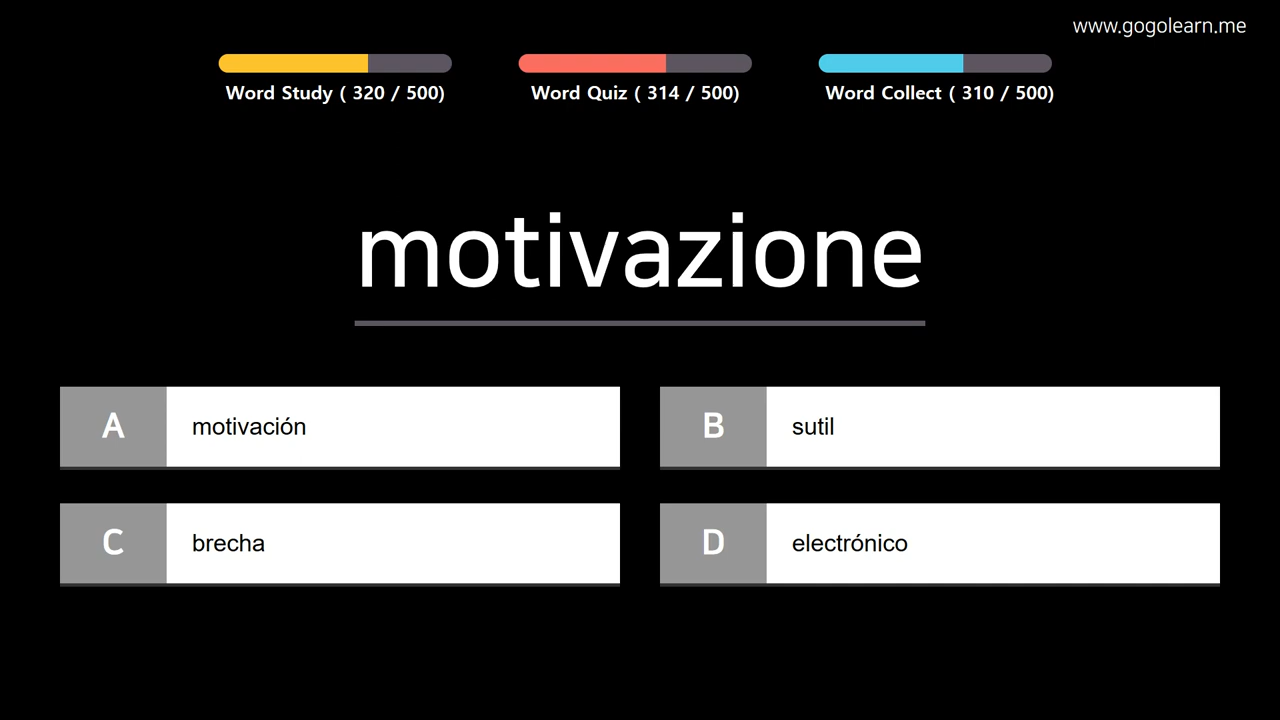 www.gogolearn.me
Word Study ( 320 / 500)
Word Quiz ( 314 / 500)
Word Collect ( 310 / 500)
motivazione
A motivación
B sutil
C brecha
D electrónico